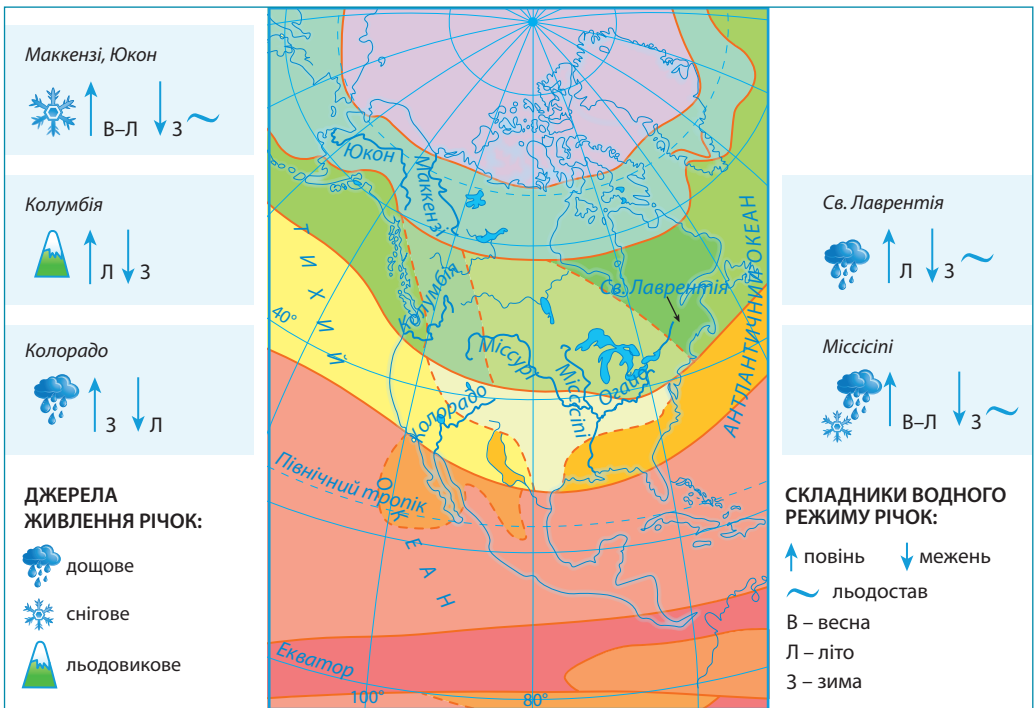 Маккензі, Юкон
В–Л
З
Колумбія
Л
З
Колорадо
З
Л
ДЖЕРЕЛА
ЖИВЛЕННЯ РІЧОК:
дощове
снігове
льодовикове
Юкон
Маккензі
Колумбія
Св. Лаврентія
Міссурі
Міссісіпі
Огайо
Колорадо
ТИХИЙ
ОКЕАН
АНТЛАНТИЧНИЙ ОКЕАН
40°
Північний тропік
Екватор
100°
80°
Св. Лаврентія
Л
З
Міссісіпі
В–Л
З
СКЛАДНИКИ ВОДНОГО
РЕЖИМУ РІЧОК:
повінь
межень
льодостав
В – весна
Л – літо
З – зима